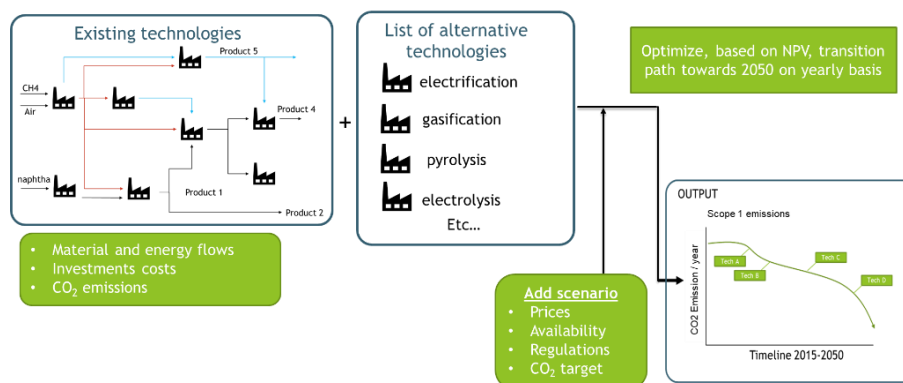 Existing technologies
Product 5
CH4
Air
Product 4
naphtha
Product 1
Product 2
• Material and energy flows
• Investments costs
• CO₂ emissions
+
List of alternative
technologies
electrification
gasification
pyrolysis
electrolysis
Etc…
Add scenario
• Prices
• Availability
• Regulations
• CO₂ target
Optimize, based on NPV, transition
path towards 2050 on yearly basis
OUTPUT
Scope 1 emissions
CO2 Emission / year
Tech A
Tech B
Tech C
Tech D
Timeline 2015-2050